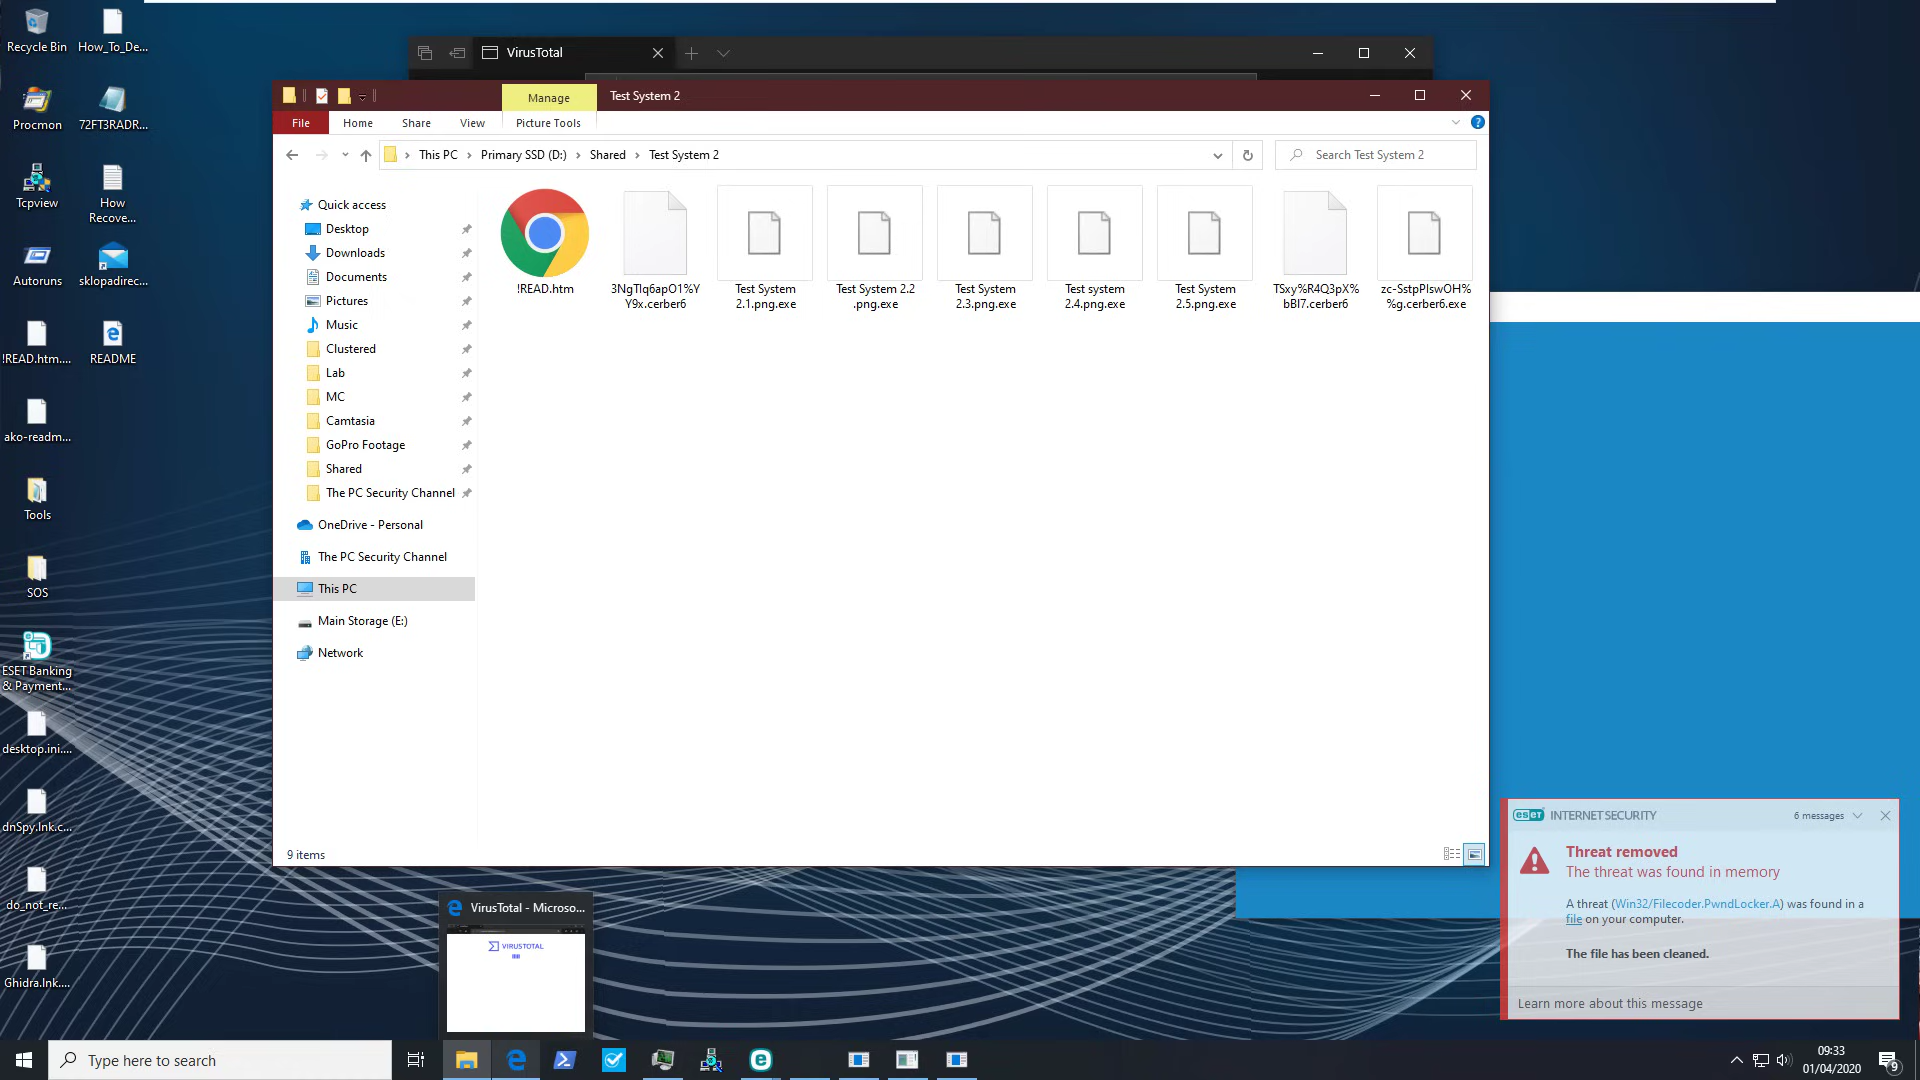 Recycle Bin
How_To_De...
Procmon
72FT3RADR...
Tcpview
How
Recove...
Autoruns
sklopadirec...
!READ.htm....
README
ako-readm...
Tools
SOS
ESET Banking
& Payment...
desktop.ini....
dnSpy.lnk.c...
do_not_re...
Ghidra.lnk....
VirusTotal
Manage
Test System 2
File
Home
Share
View
Picture Tools
This PC
Primary SSD (D:)
Shared
Test System 2
Search Test System 2
Quick access
Desktop
Downloads
Documents
Pictures
Music
Clustered
Lab
MC
Camtasia
GoPro Footage
Shared
The PC Security Channel
OneDrive - Personal
The PC Security Channel
This PC
Main Storage (E:)
Network
!READ.htm
3NgTlq6apO1%Y
Y9x.cerber6
Test System
2.1.png.exe
Test System 2.2
.png.exe
Test System
2.3.png.exe
Test system
2.4.png.exe
Test System
2.5.png.exe
TSxy%R4Q3pX%
bBI7.cerber6
zc-SstpPIswOH%
%g.cerber6.exe
9 items
VirusTotal - Microso...
VIRUSTOTAL
eset INTERNET SECURITY
6 messages
Threat removed
The threat was found in memory
A threat (Win32/Filecoder.PwndLocker.A) was found in a
file on your computer.
The file has been cleaned.
Learn more about this message
Type here to search
09:33
01/04/2020
9